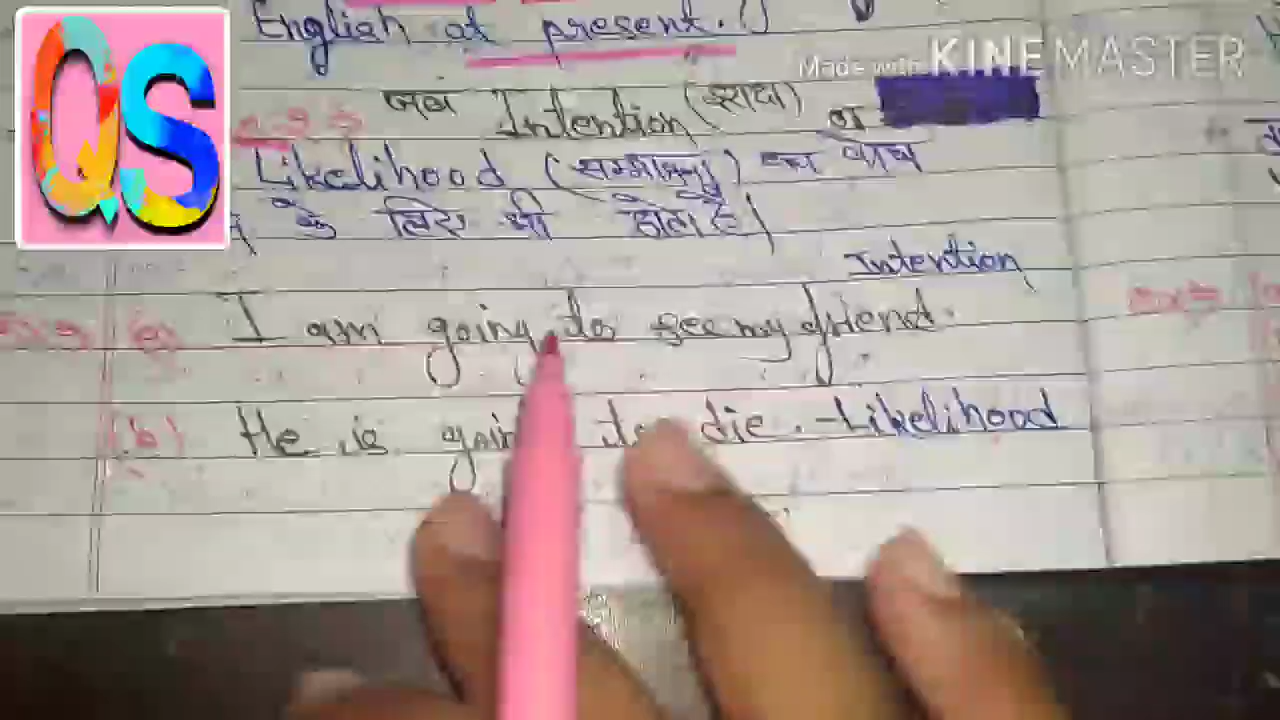 QS
English at present.
Made with KINEMASTER
जब Intention (इरादा) or
Likelihood (सम्भावना) का बोध
के लिए भी होता है।
Intention
(a) I am going to see my friend.
(b) He is going to die. - Likelihood